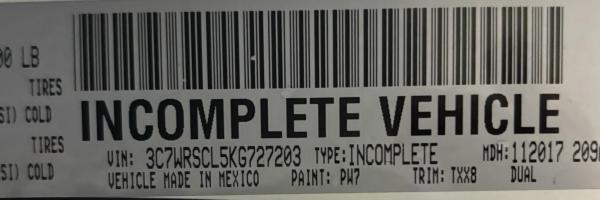 00 LB
TIRES
SI) COLD
INCOMPLETE VEHICLE
TIRES
VIN: 3C7WRSCL5KG727203 TYPE: INCOMPLETE MDH: 112017 209
SI) COLD
VEHICLE MADE IN MEXICO PAINT: PW7 TRIM: TXX8 DUAL